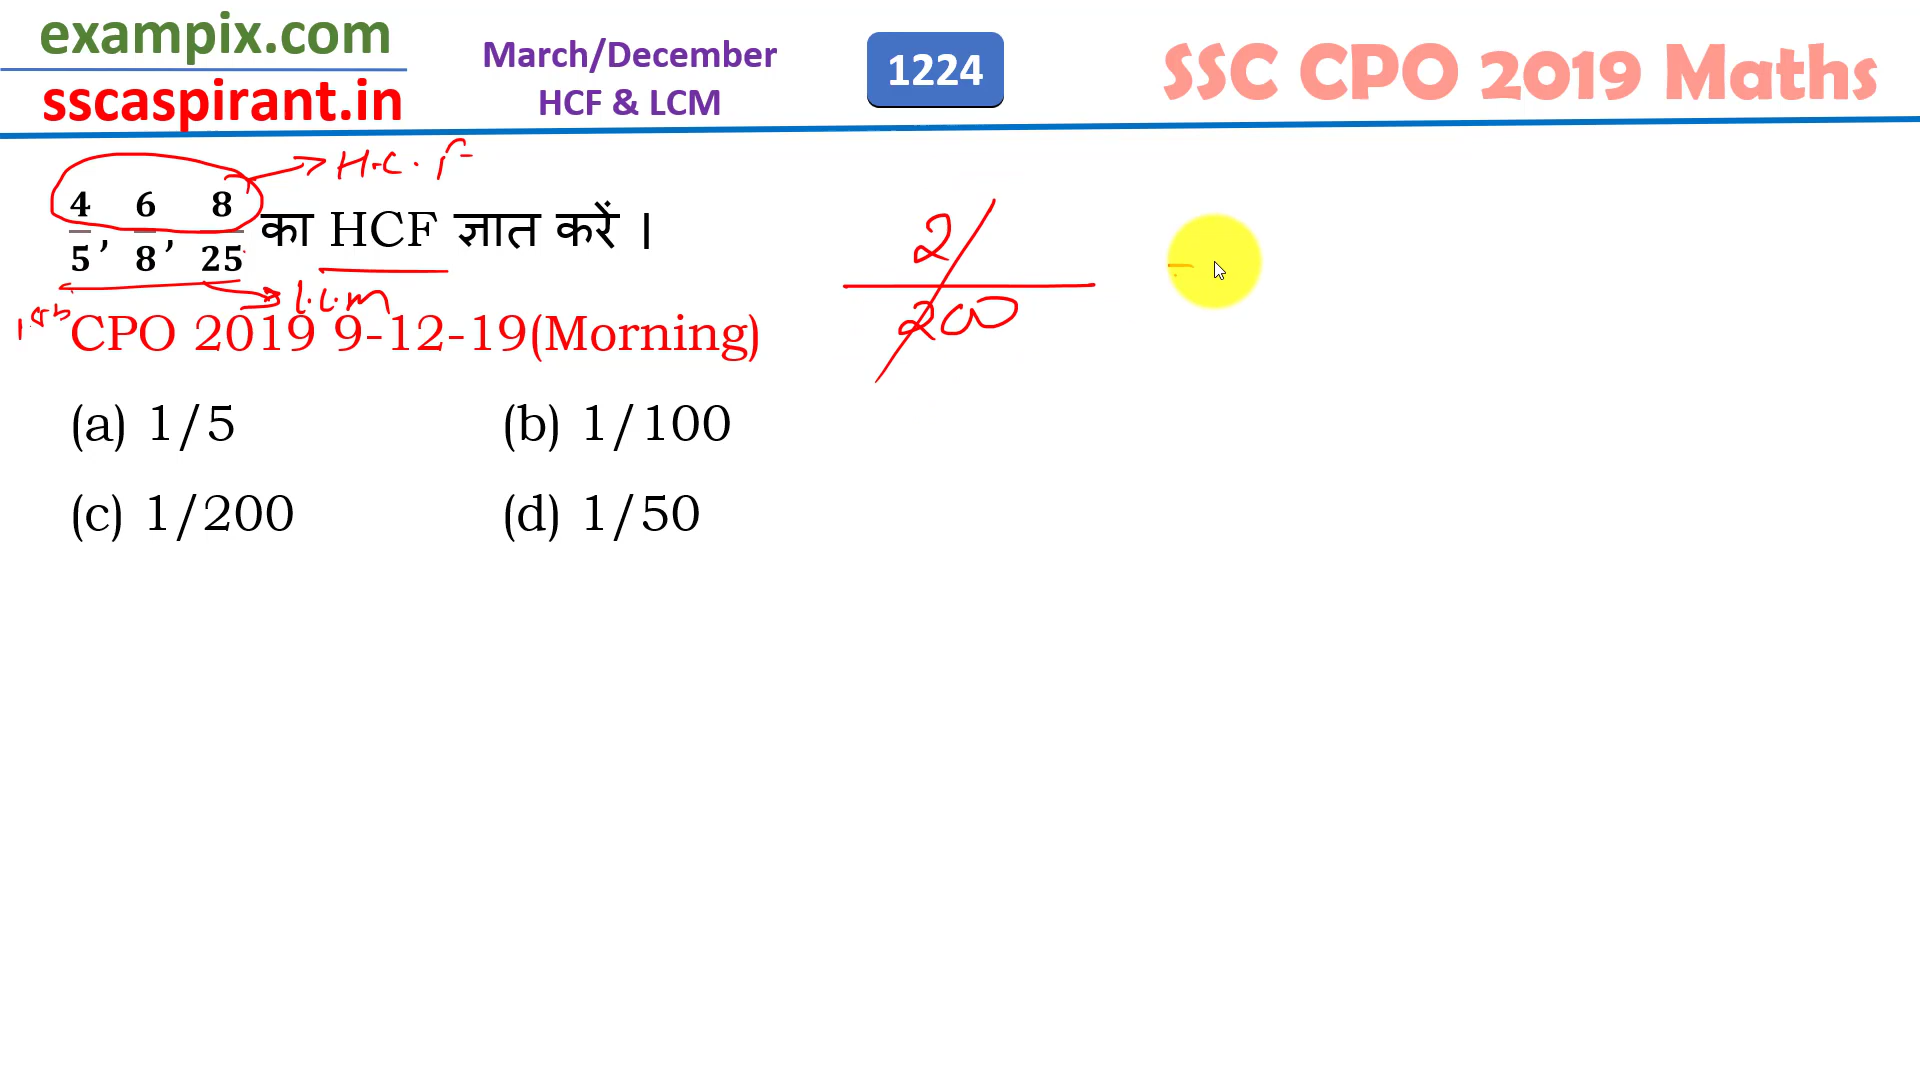 exampix.com
sscaspirant.in
March/December
HCF & LCM
1224
SSC CPO 2019 Maths
H.C.F
4/5, 6/8, 8/25 का HCF ज्ञात करें ।
L.C.M
CPO 2019 9-12-19(Morning)
(a) 1/5 (b) 1/100
(c) 1/200 (d) 1/50
2
200